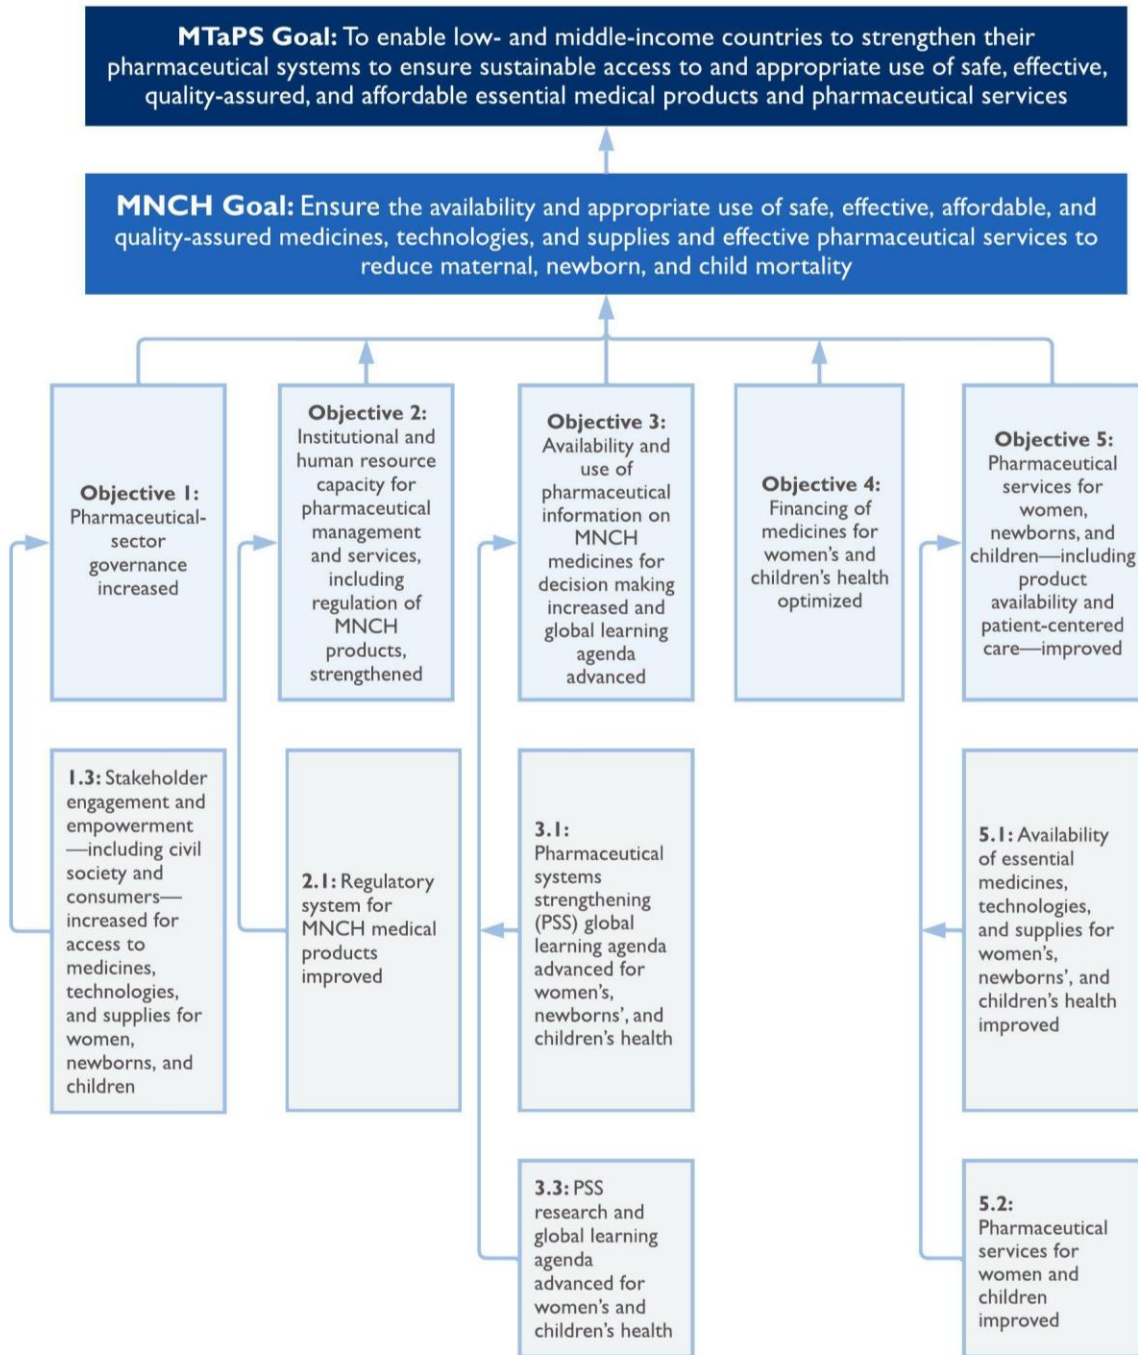 MTaPS Goal: To enable low- and middle-income countries to strengthen their
pharmaceutical systems to ensure sustainable access to and appropriate use of safe, effective,
quality-assured, and affordable essential medical products and pharmaceutical services
MNCH Goal: Ensure the availability and appropriate use of safe, effective, affordable, and
quality-assured medicines, technologies, and supplies and effective pharmaceutical services to
reduce maternal, newborn, and child mortality
Objective 1:
Pharmaceutical-
sector
governance
increased
Objective 2:
Institutional and
human resource
capacity for
pharmaceutical
management
and services,
including
regulation of
MNCH
products,
strengthened
Objective 3:
Availability and
use of
pharmaceutical
information on
MNCH
medicines for
decision making
increased and
global learning
agenda
advanced
Objective 4:
Financing of
medicines for
women's and
children's health
optimized
Objective 5:
Pharmaceutical
services for
women,
newborns, and
children—including
product
availability and
patient-centered
care—improved
1.3: Stakeholder
engagement and
empowerment
—including civil
society and
consumers—
increased for
access to
medicines,
technologies,
and supplies for
women,
newborns, and
children
2.1: Regulatory
system for
MNCH medical
products
improved
3.1:
Pharmaceutical
systems
strengthening
(PSS) global
learning agenda
advanced for
women's,
newborns', and
children's health
5.1: Availability
of essential
medicines,
technologies,
and supplies for
women's,
newborns', and
children's health
improved
3.3: PSS
research and
global learning
agenda
advanced for
women's and
children's health
5.2:
Pharmaceutical
services for
women and
children
improved